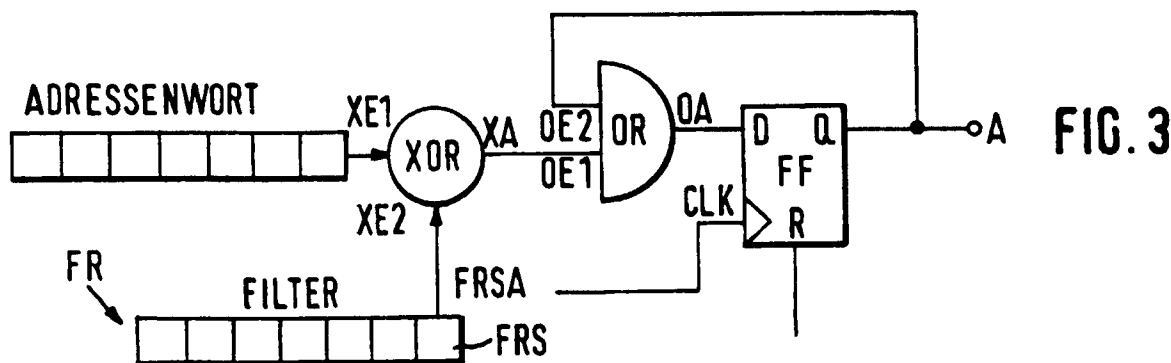 ADRESSENWORT
XE1
XOR
XA
XE2
OE2
OE1
OR
OA
D
Q
FF
CLK
R
A
FIG. 3
FR
FILTER
FRSA
FRS